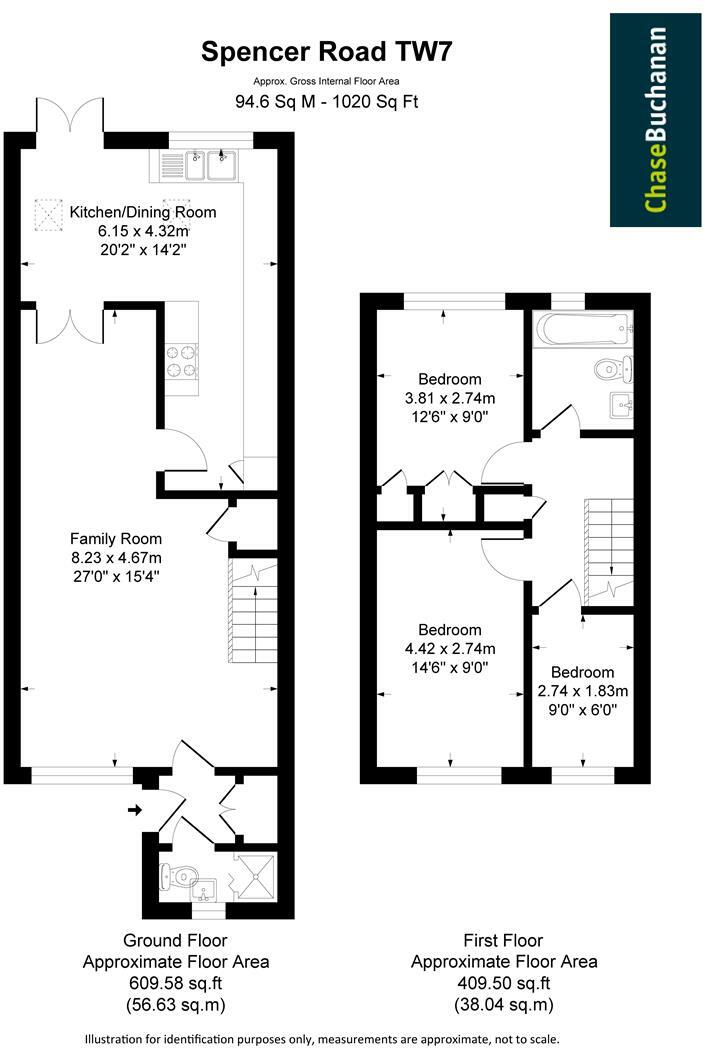 Spencer Road TW7
Approx. Gross Internal Floor Area
94.6 Sq M - 1020 Sq Ft
ChaseBuchanan
Kitchen/Dining Room
6.15 x 4.32m
20'2" x 14'2"
Family Room
8.23 x 4.67m
27'0" x 15'4"
Bedroom
3.81 x 2.74m
12'6" x 9'0"
Bedroom
4.42 x 2.74m
14'6" x 9'0"
Bedroom
2.74 x 1.83m
9'0" x 6'0"
Ground Floor
Approximate Floor Area
609.58 sq.ft
(56.63 sq.m)
First Floor
Approximate Floor Area
409.50 sq.ft
(38.04 sq.m)
Illustration for identification purposes only, measurements are approximate, not to scale.